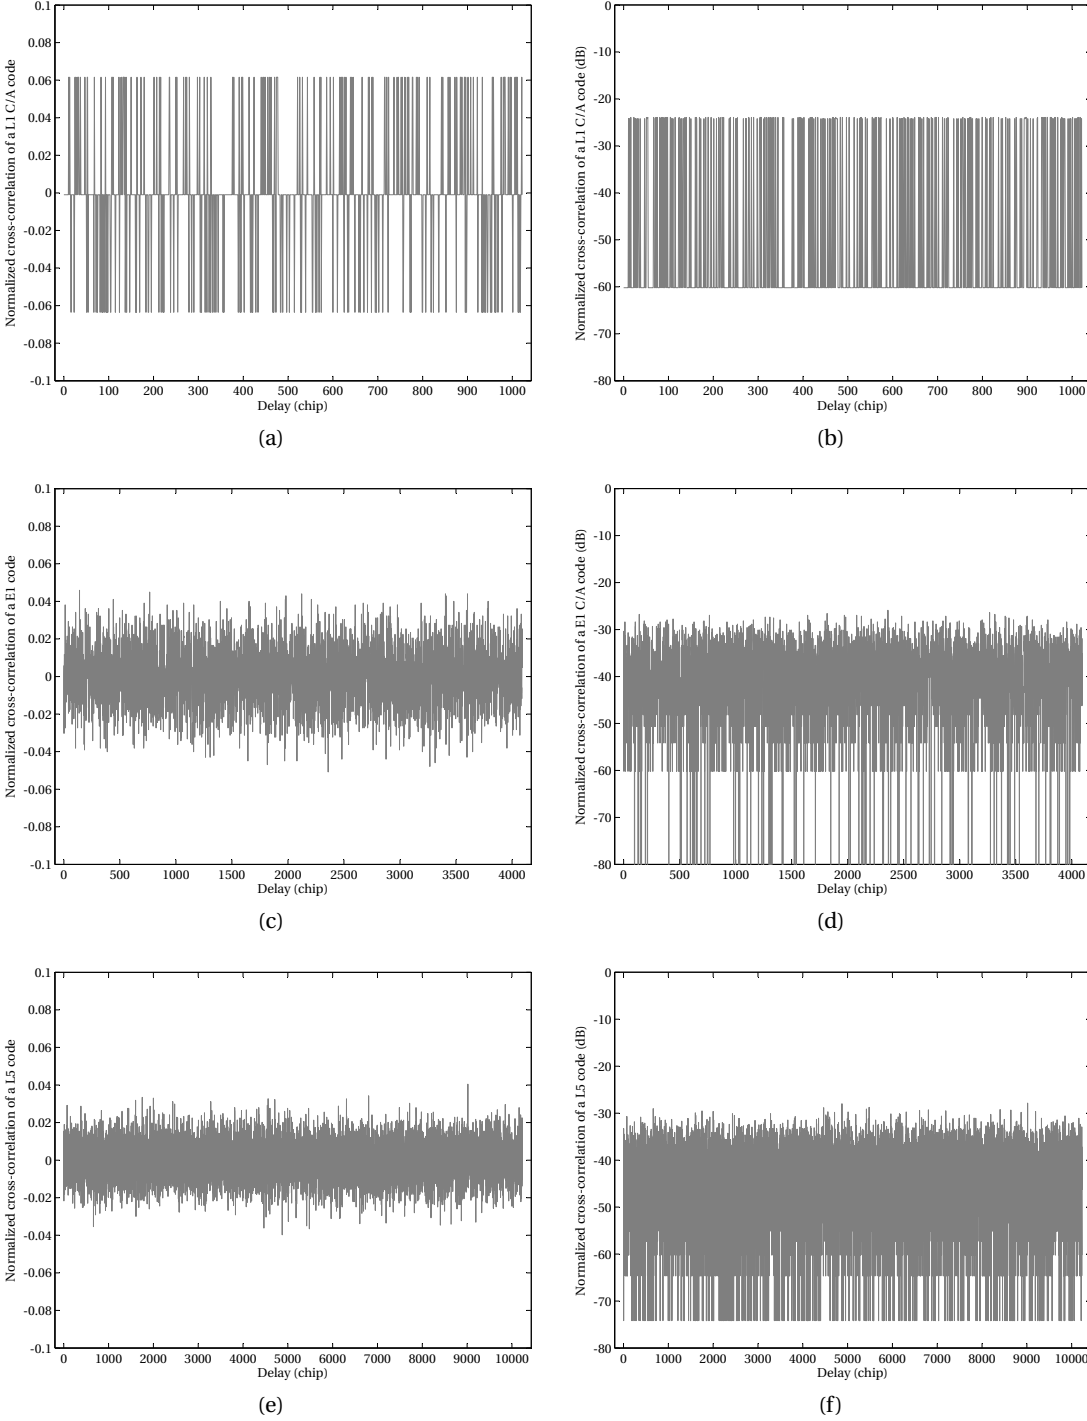 Normalized cross-correlation of a L1 C/A code
0.1
0.08
0.06
0.04
0.02
0
-0.02
-0.04
-0.06
-0.08
-0.1
0 100 200 300 400 500 600 700 800 900 1000
Delay (chip)
(a)
Normalized cross-correlation of a L1 C/A code (dB)
0
-10
-20
-30
-40
-50
-60
-70
-80
0 100 200 300 400 500 600 700 800 900 1000
Delay (chip)
(b)
Normalized cross-correlation of a E1 code
0.1
0.08
0.06
0.04
0.02
0
-0.02
-0.04
-0.06
-0.08
-0.1
0 500 1000 1500 2000 2500 3000 3500 4000
Delay (chip)
(c)
Normalized cross-correlation of a E1 C/A code (dB)
0
-10
-20
-30
-40
-50
-60
-70
-80
0 500 1000 1500 2000 2500 3000 3500 4000
Delay (chip)
(d)
Normalized cross-correlation of a L5 code
0.1
0.08
0.06
0.04
0.02
0
-0.02
-0.04
-0.06
-0.08
-0.1
0 1000 2000 3000 4000 5000 6000 7000 8000 9000 10000
Delay (chip)
(e)
Normalized cross-correlation of a L5 code (dB)
0
-10
-20
-30
-40
-50
-60
-70
-80
0 1000 2000 3000 4000 5000 6000 7000 8000 9000 10000
Delay (chip)
(f)